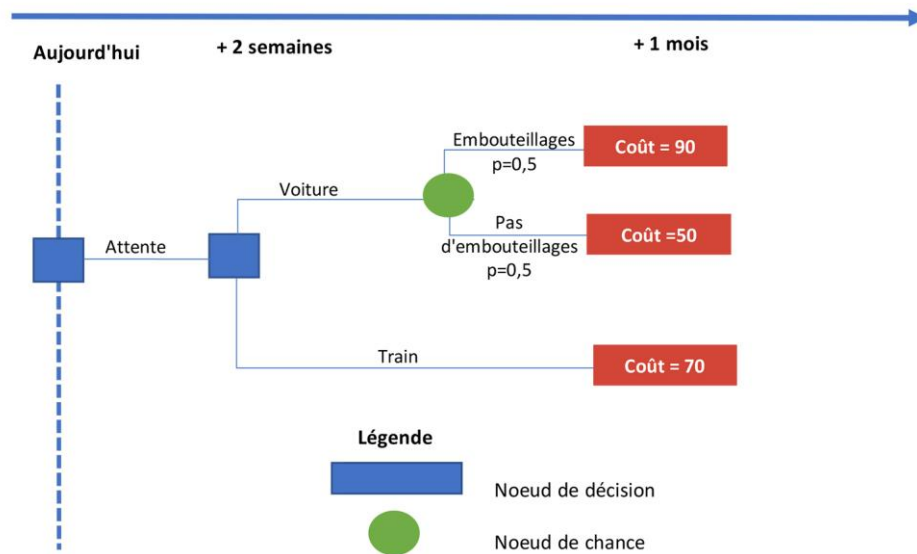 Aujourd'hui
+ 2 semaines
+ 1 mois
Embouteillages
p=0,5
Coût = 90
Voiture
Pas
d'embouteillages
p=0,5
Coût =50
Attente
Train
Coût = 70
Légende
Noeud de décision
Noeud de chance